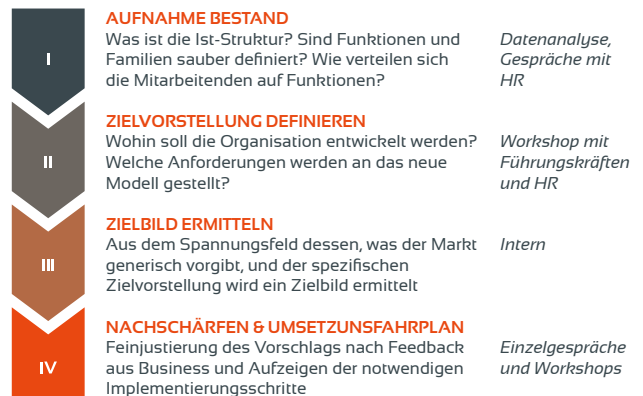 I
AUFNAHME BESTAND
Was ist die Ist-Struktur? Sind Funktionen und
Familien sauber definiert? Wie verteilen sich
die Mitarbeitenden auf Funktionen?
Datenanalyse,
Gespräche mit
HR
II
ZIELVORSTELLUNG DEFINIEREN
Wohin soll die Organisation entwickelt werden?
Welche Anforderungen werden an das neue
Modell gestellt?
Workshop mit
Führungskräften
und HR
III
ZIELBILD ERMITTELN
Aus dem Spannungsfeld dessen, was der Markt
generisch vorgibt, und der spezifischen
Zielvorstellung wird ein Zielbild ermittelt
Intern
IV
NACHSCHÄRFEN & UMSETZUNSFAHRPLAN
Feinjustierung des Vorschlags nach Feedback
aus Business und Aufzeigen der notwendigen
Implementierungsschritte
Einzelgespräche
und Workshops